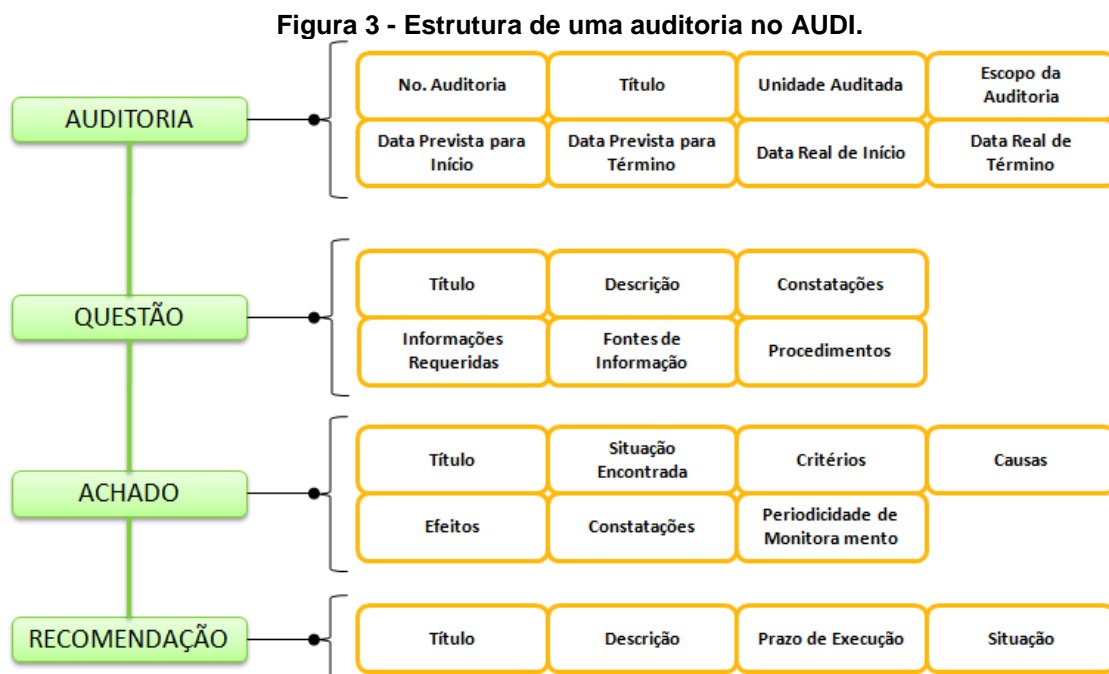 Figura 3 - Estrutura de uma auditoria no AUDI.
AUDITORIA
No. Auditoria
Título
Unidade Auditada
Escopo da
Auditoria
Data Prevista para
Início
Data Prevista para
Término
Data Real de Início
Data Real de
Término
QUESTÃO
Título
Descrição
Constatações
Informações
Requeridas
Fontes de
Informação
Procedimentos
ACHADO
Título
Situação
Encontrada
Critérios
Causas
Efeitos
Constatações
Periodicidade de
Monitora mento
RECOMENDAÇÃO
Título
Descrição
Prazo de Execução
Situação